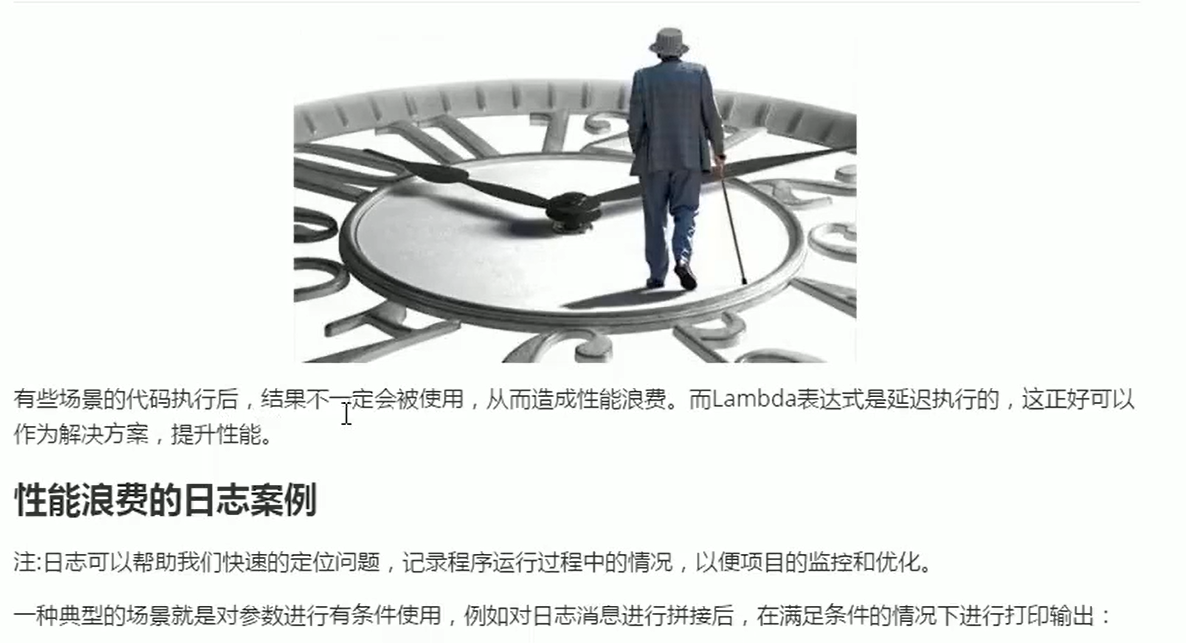 有些场景的代码执行后，结果不一定会被使用，从而造成性能浪费。而Lambda表达式是延迟执行的，这正好可以
作为解决方案，提升性能。
性能浪费的日志案例
注:日志可以帮助我们快速的定位问题，记录程序运行过程中的情况，以便项目的监控和优化。
一种典型的场景就是对参数进行有条件使用，例如对日志消息进行拼接后，在满足条件的情况下进行打印输出：